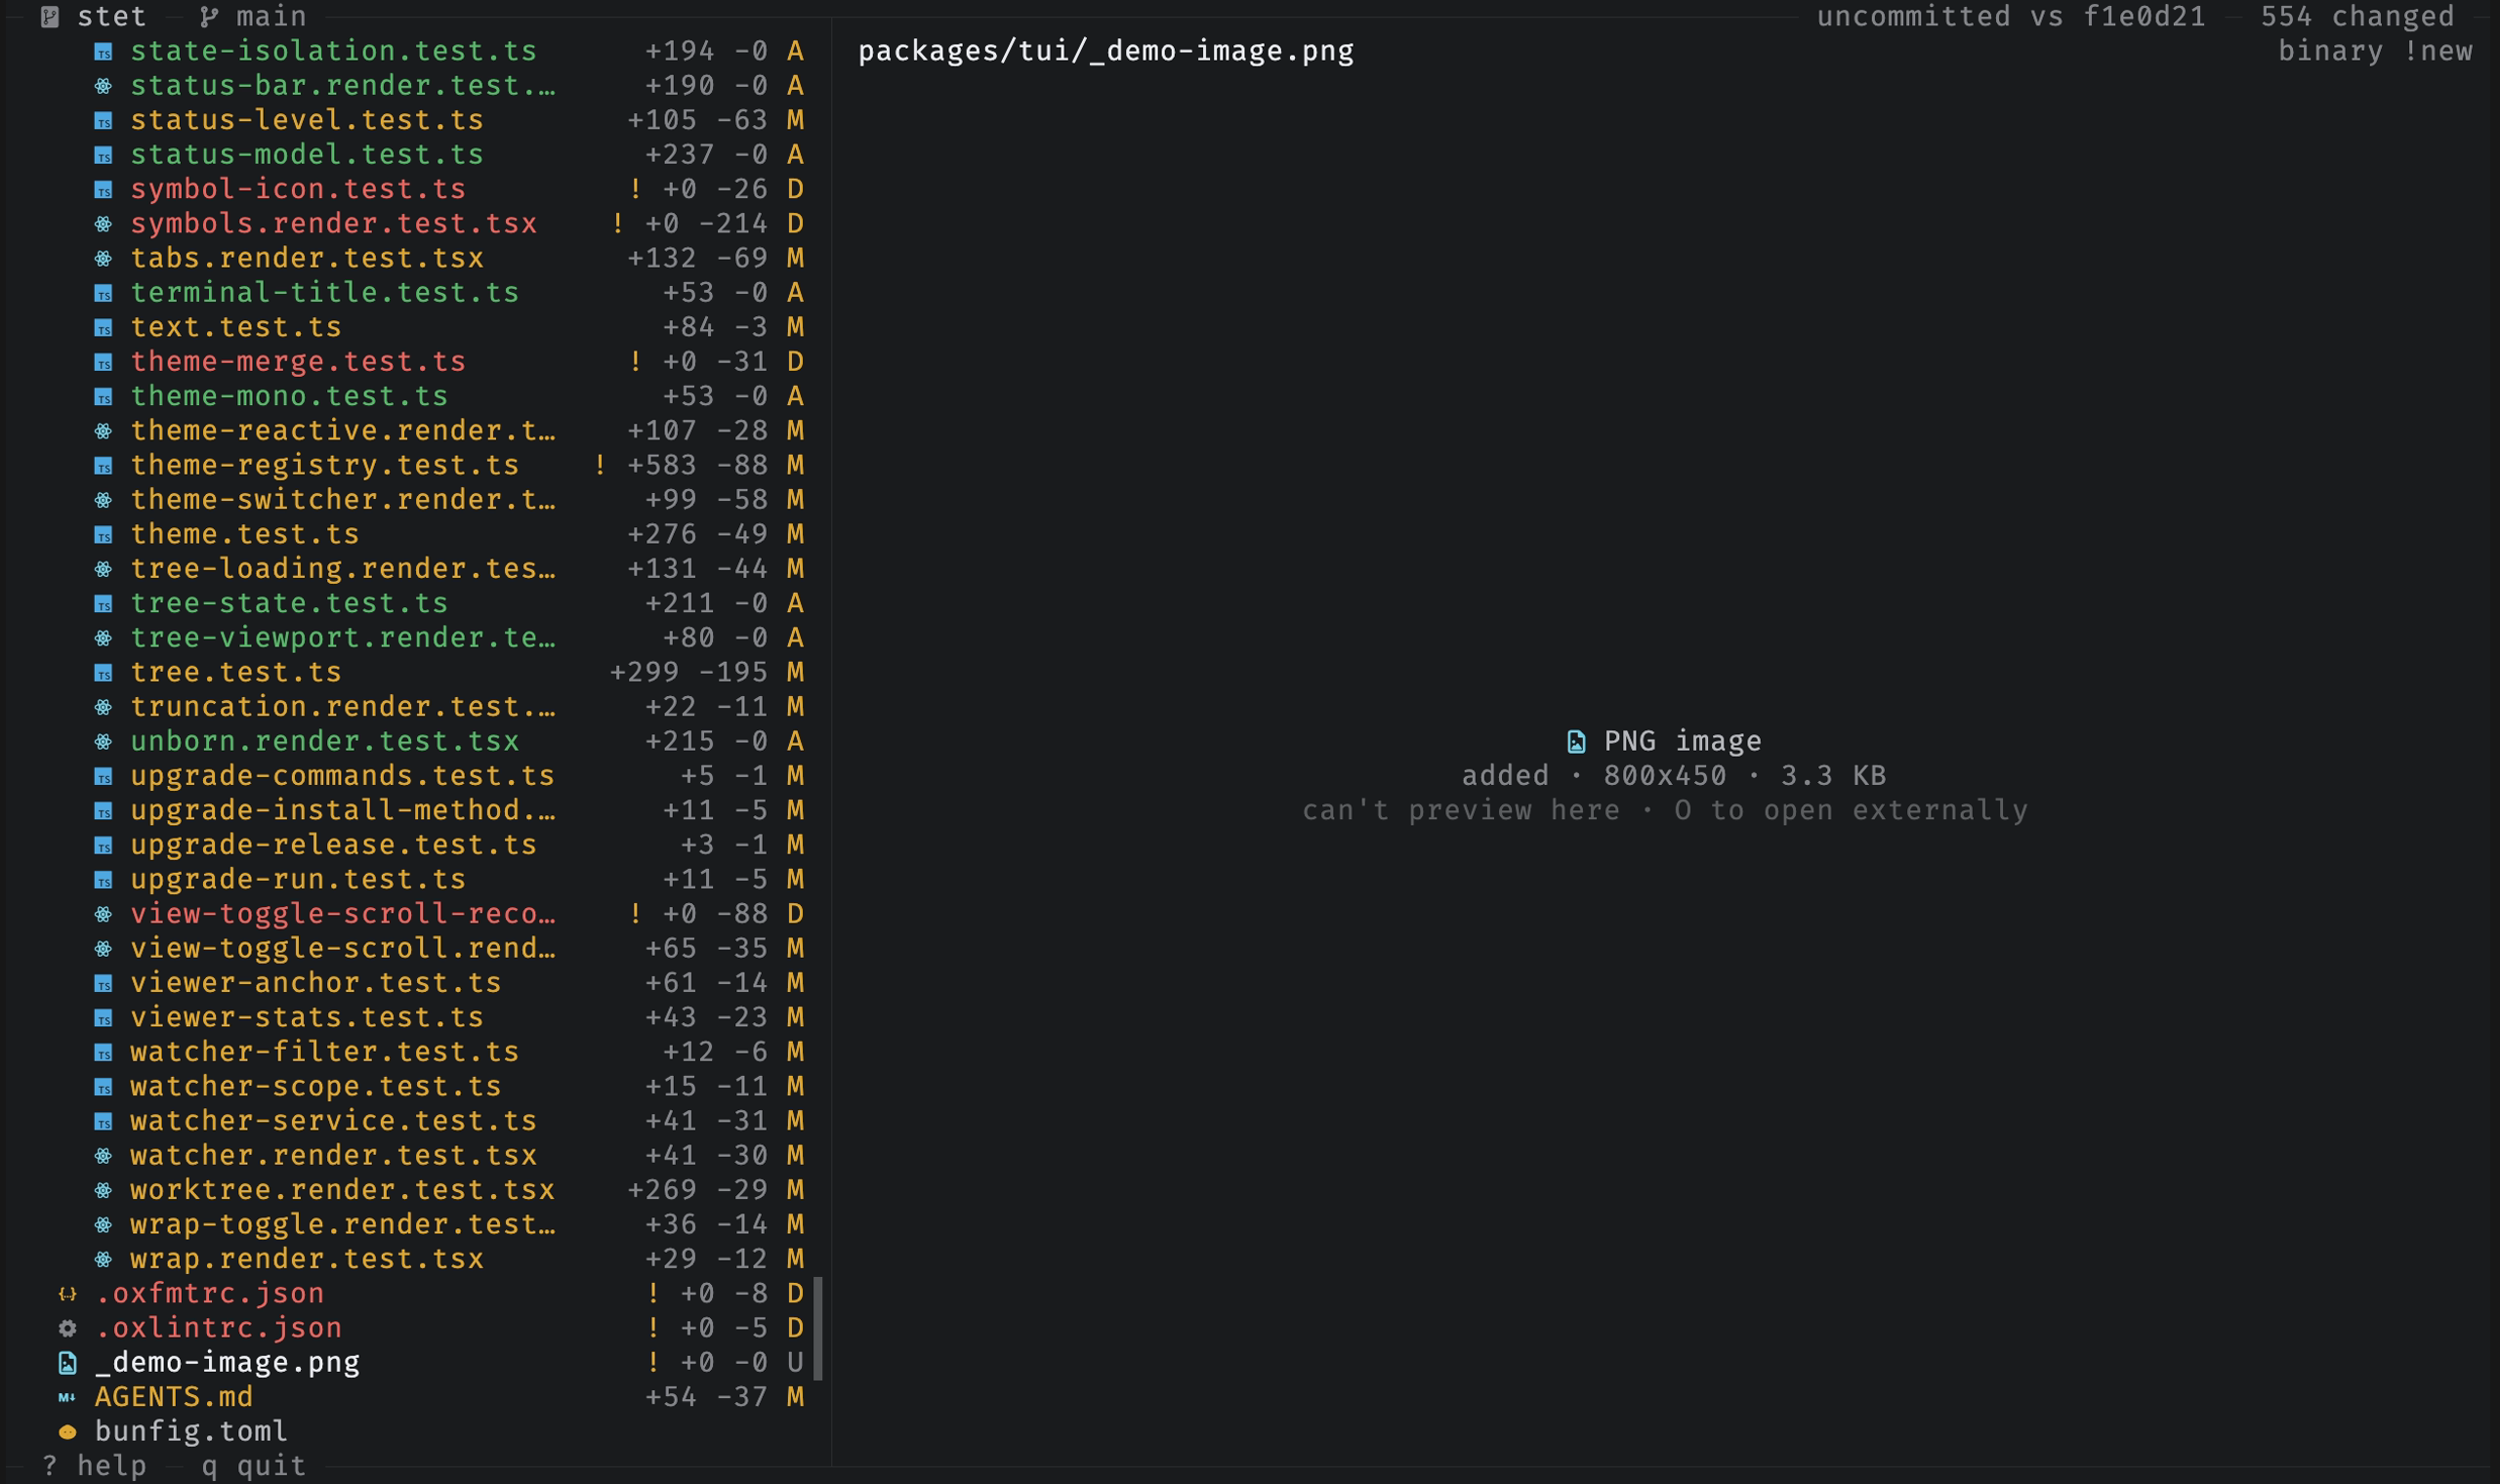 stet main uncommitted vs f1e0d21 554 changed
state-isolation.test.ts +194 -0 A
packages/tui/_demo-image.png binary !new
status-bar.render.test.… +190 -0 A
status-level.test.ts +105 -63 M
status-model.test.ts +237 -0 A
symbol-icon.test.ts ! +0 -26 D
symbols.render.test.tsx ! +0 -214 D
tabs.render.test.tsx +132 -69 M
terminal-title.test.ts +53 -0 A
text.test.ts +84 -3 M
theme-merge.test.ts ! +0 -31 D
theme-mono.test.ts +53 -0 A
theme-reactive.render.t… +107 -28 M
theme-registry.test.ts ! +583 -88 M
theme-switcher.render.t… +99 -58 M
theme.test.ts +276 -49 M
tree-loading.render.tes… +131 -44 M
tree-state.test.ts +211 -0 A
tree-viewport.render.te… +80 -0 A
tree.test.ts +299 -195 M
truncation.render.test.… +22 -11 M
unborn.render.test.tsx +215 -0 A
upgrade-commands.test.ts +5 -1 M
upgrade-install-method.… +11 -5 M
upgrade-release.test.ts +3 -1 M
upgrade-run.test.ts +11 -5 M
view-toggle-scroll-reco… ! +0 -88 D
view-toggle-scroll.rend… +65 -35 M
viewer-anchor.test.ts +61 -14 M
viewer-stats.test.ts +43 -23 M
watcher-filter.test.ts +12 -6 M
watcher-scope.test.ts +15 -11 M
watcher-service.test.ts +41 -31 M
watcher.render.test.tsx +41 -30 M
worktree.render.test.tsx +269 -29 M
wrap-toggle.render.test… +36 -14 M
wrap.render.test.tsx +29 -12 M
.oxfmtrc.json ! +0 -8 D
.oxlintrc.json ! +0 -5 D
_demo-image.png ! +0 -0 U
AGENTS.md +54 -37 M
bunfig.toml
PNG image
added · 800x450 · 3.3 KB
can't preview here · O to open externally
? help q quit